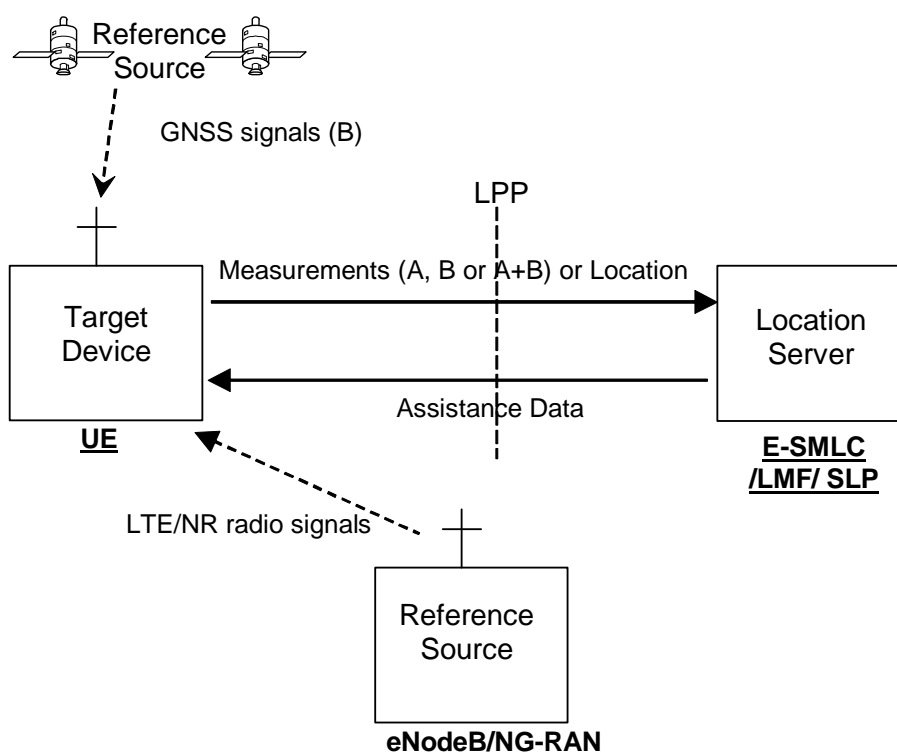 Reference
Source
GNSS signals (B)
LPP
Measurements (A, B or A+B) or Location
Target
Device
Location
Server
Assistance Data
UE
E-SMLC
/LMF/ SLP
LTE/NR radio signals
Reference
Source
eNodeB/NG-RAN